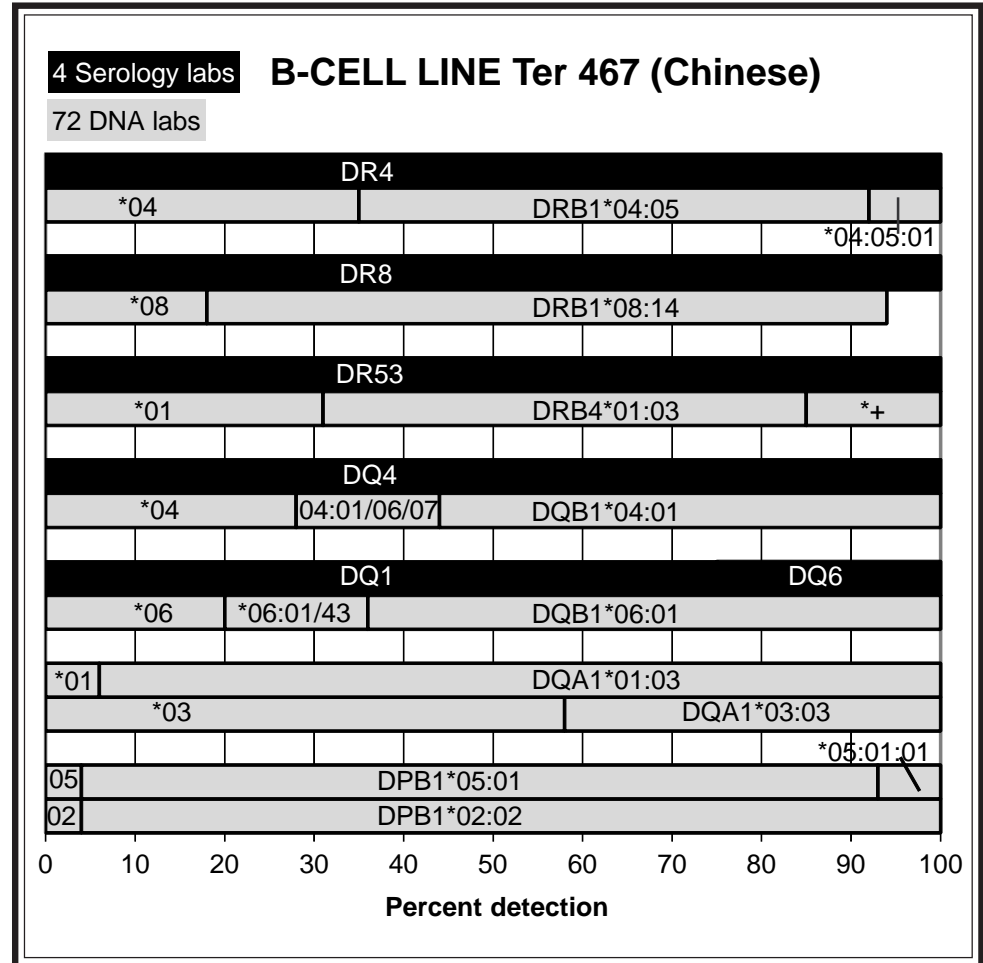 4 Serology labs B-CELL LINE Ter 467 (Chinese)
72 DNA labs
DR4
*04 DRB1*04:05
*04:05:01
DR8
*08 DRB1*08:14
DR53
*01 DRB4*01:03 *+
DQ4
*04 04:01/06/07 DQB1*04:01
DQ1 DQ6
*06 *06:01/43 DQB1*06:01
*01 DQA1*01:03
*03 DQA1*03:03
*05:01:01
05 DPB1*05:01
02 DPB1*02:02
0 10 20 30 40 50 60 70 80 90 100
Percent detection